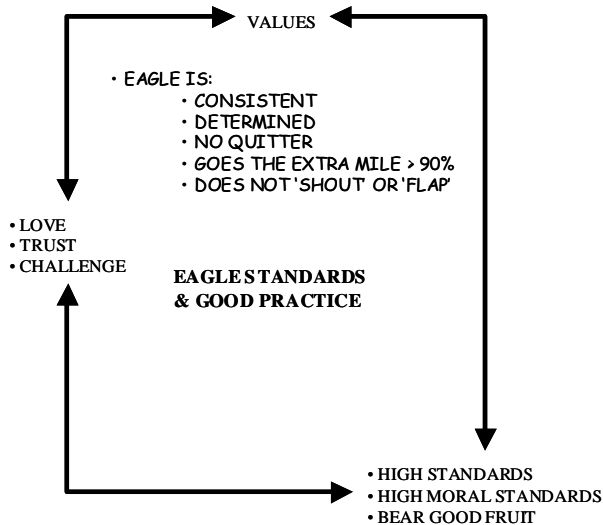 VALUES
• EAGLE IS:
• CONSISTENT
• DETERMINED
• NO QUITTER
• GOES THE EXTRA MILE > 90%
• DOES NOT 'SHOUT' OR 'FLAP'
• LOVE
• TRUST
• CHALLENGE
EAGLE STANDARDS
& GOOD PRACTICE
• HIGH STANDARDS
• HIGH MORAL STANDARDS
• BEAR GOOD FRUIT